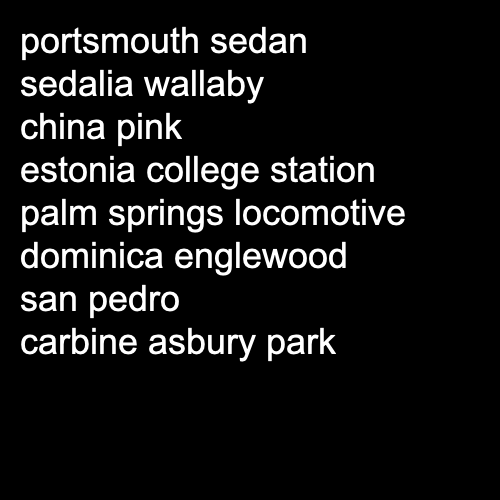 portsmouth sedan
sedalia wallaby
china pink
estonia college station
palm springs locomotive
dominica englewood
san pedro
carbine asbury park